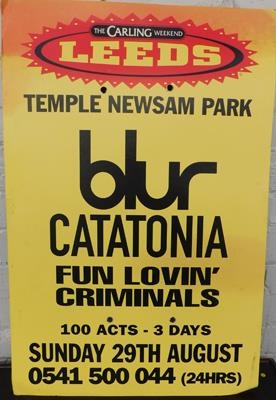 THE CARLING WEEKEND
LEEDS
TEMPLE NEWSAM PARK
blur
CATATONIA
FUN LOVIN'
CRIMINALS
100 ACTS - 3 DAYS
SUNDAY 29TH AUGUST
0541 500 044 (24HRS)